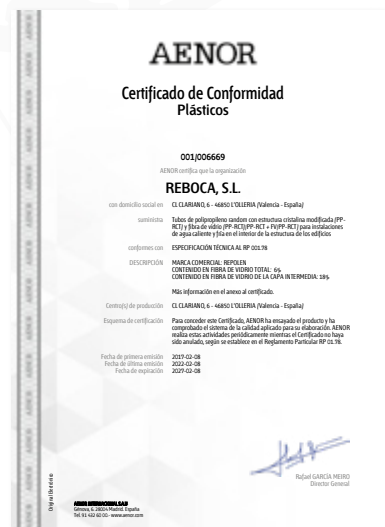 AENOR
Certificado de Conformidad
Plásticos
001/006669
AENOR certifica que la organización
REBOCA, S.L.
con domicilio social en CL CLARIANO, 6 - 46850 L'OLLERIA (Valencia - España)
suministra Tubos de polipropileno random con estructura cristalina modificada (PP-
RCT) y fibra de vidrio (PP-RCT/PP-RCT + FV/PP-RCT) para instalaciones
de agua caliente y fría en el interior de la estructura de los edificios
conformes con ESPECIFICACIÓN TÉCNICA AL RP 001.78
DESCRIPCIÓN MARCA COMERCIAL: REPOLEN
CONTENIDO EN FIBRA DE VIDRIO TOTAL: 6%
CONTENIDO EN FIBRA DE VIDRIO DE LA CAPA INTERMEDIA: 18%
Más información en el anexo al certificado.
Centro(s) de producción CL CLARIANO, 6 - 46850 L'OLLERIA (Valencia - España)
Esquema de certificación Para conceder este Certificado, AENOR ha ensayado el producto y ha
comprobado el sistema de la calidad aplicado para su elaboración. AENOR
realiza estas actividades periódicamente mientras el Certificado no haya
sido anulado, según se establece en el Reglamento Particular RP 01.78.
Fecha de primera emisión 2017-02-08
Fecha de última emisión 2022-02-08
Fecha de expiración 2027-02-08
Rafael GARCÍA MEIRO
Director General
Original Electrónico
AENOR INTERNACIONAL S.A.U
Génova, 6. 28004 Madrid. España
Tel. 91 432 60 00.- www.aenor.com